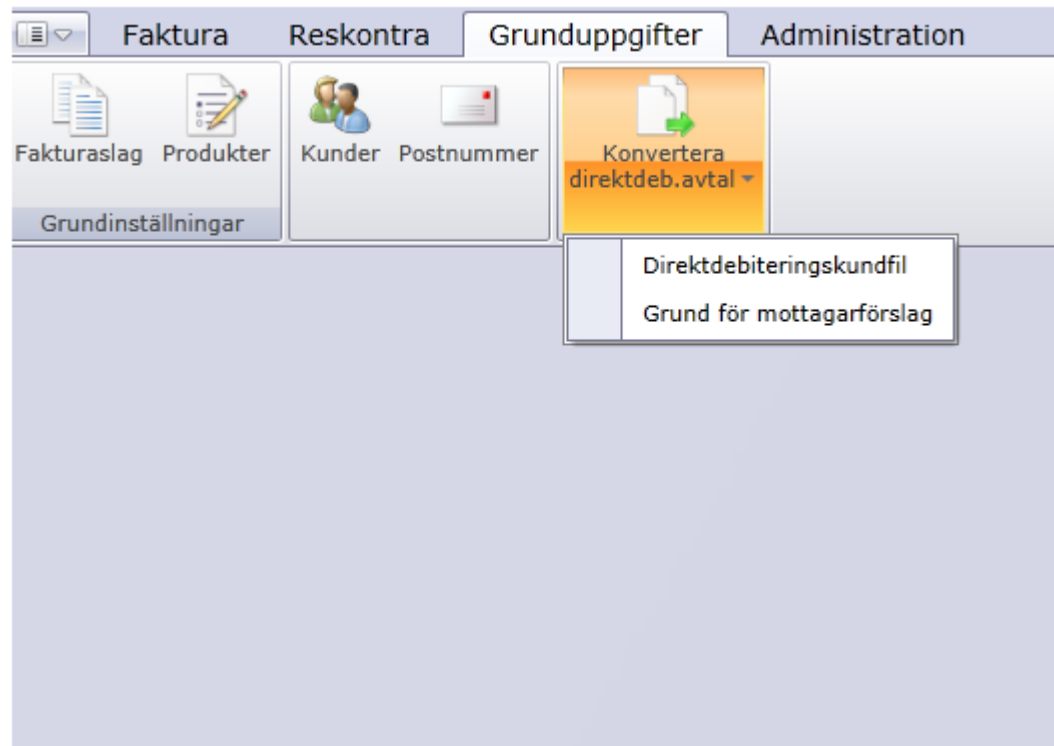 Faktura Reskontra Grunduppgifter Administration
Fakturaslag Produkter Kunder Postnummer Konvertera
direktdeb.avtal
Grundinställningar
Direktdebiteringskundfil
Grund för mottagarförslag